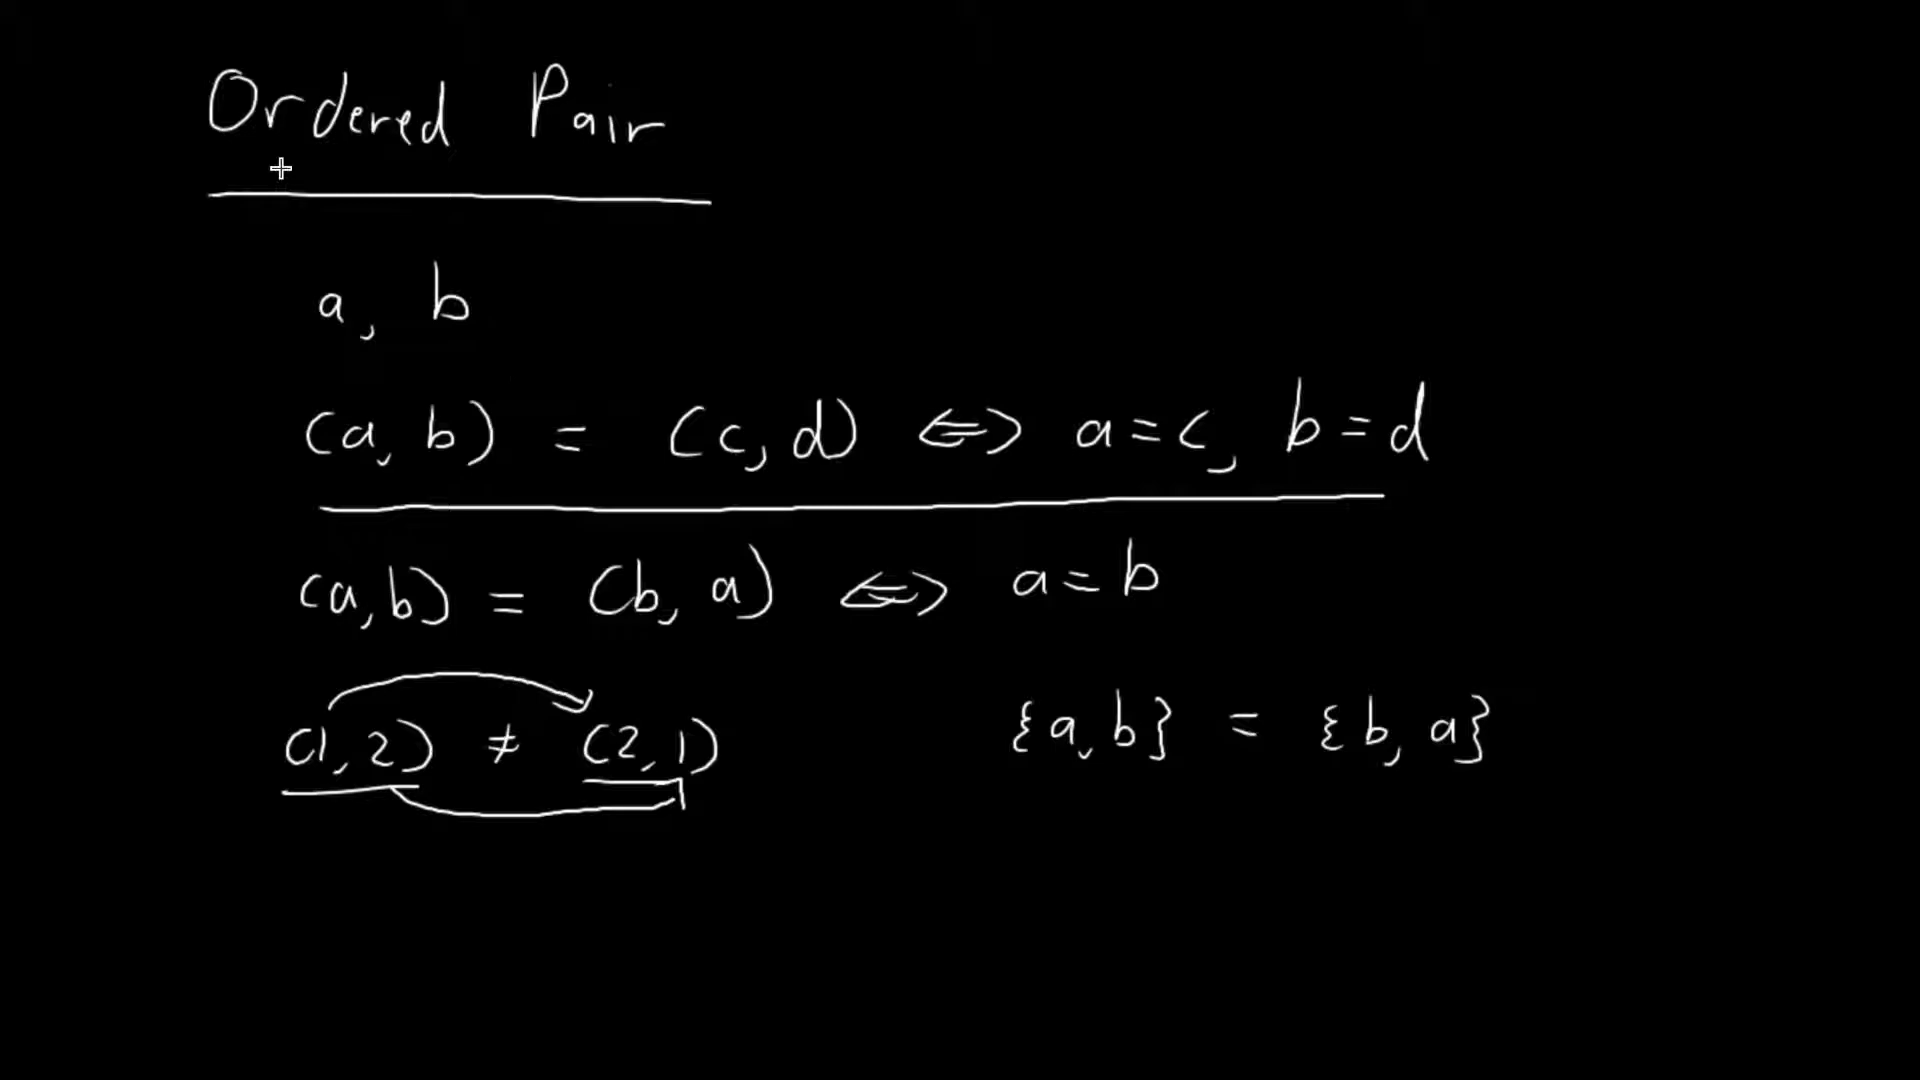 Ordered Pair
a, b
(a, b) = (c, d) ⇔ a=c, b=d
(a,b) = (b, a) ⇔ a=b
(1, 2) ≠ (2, 1) {a, b} = {b, a}